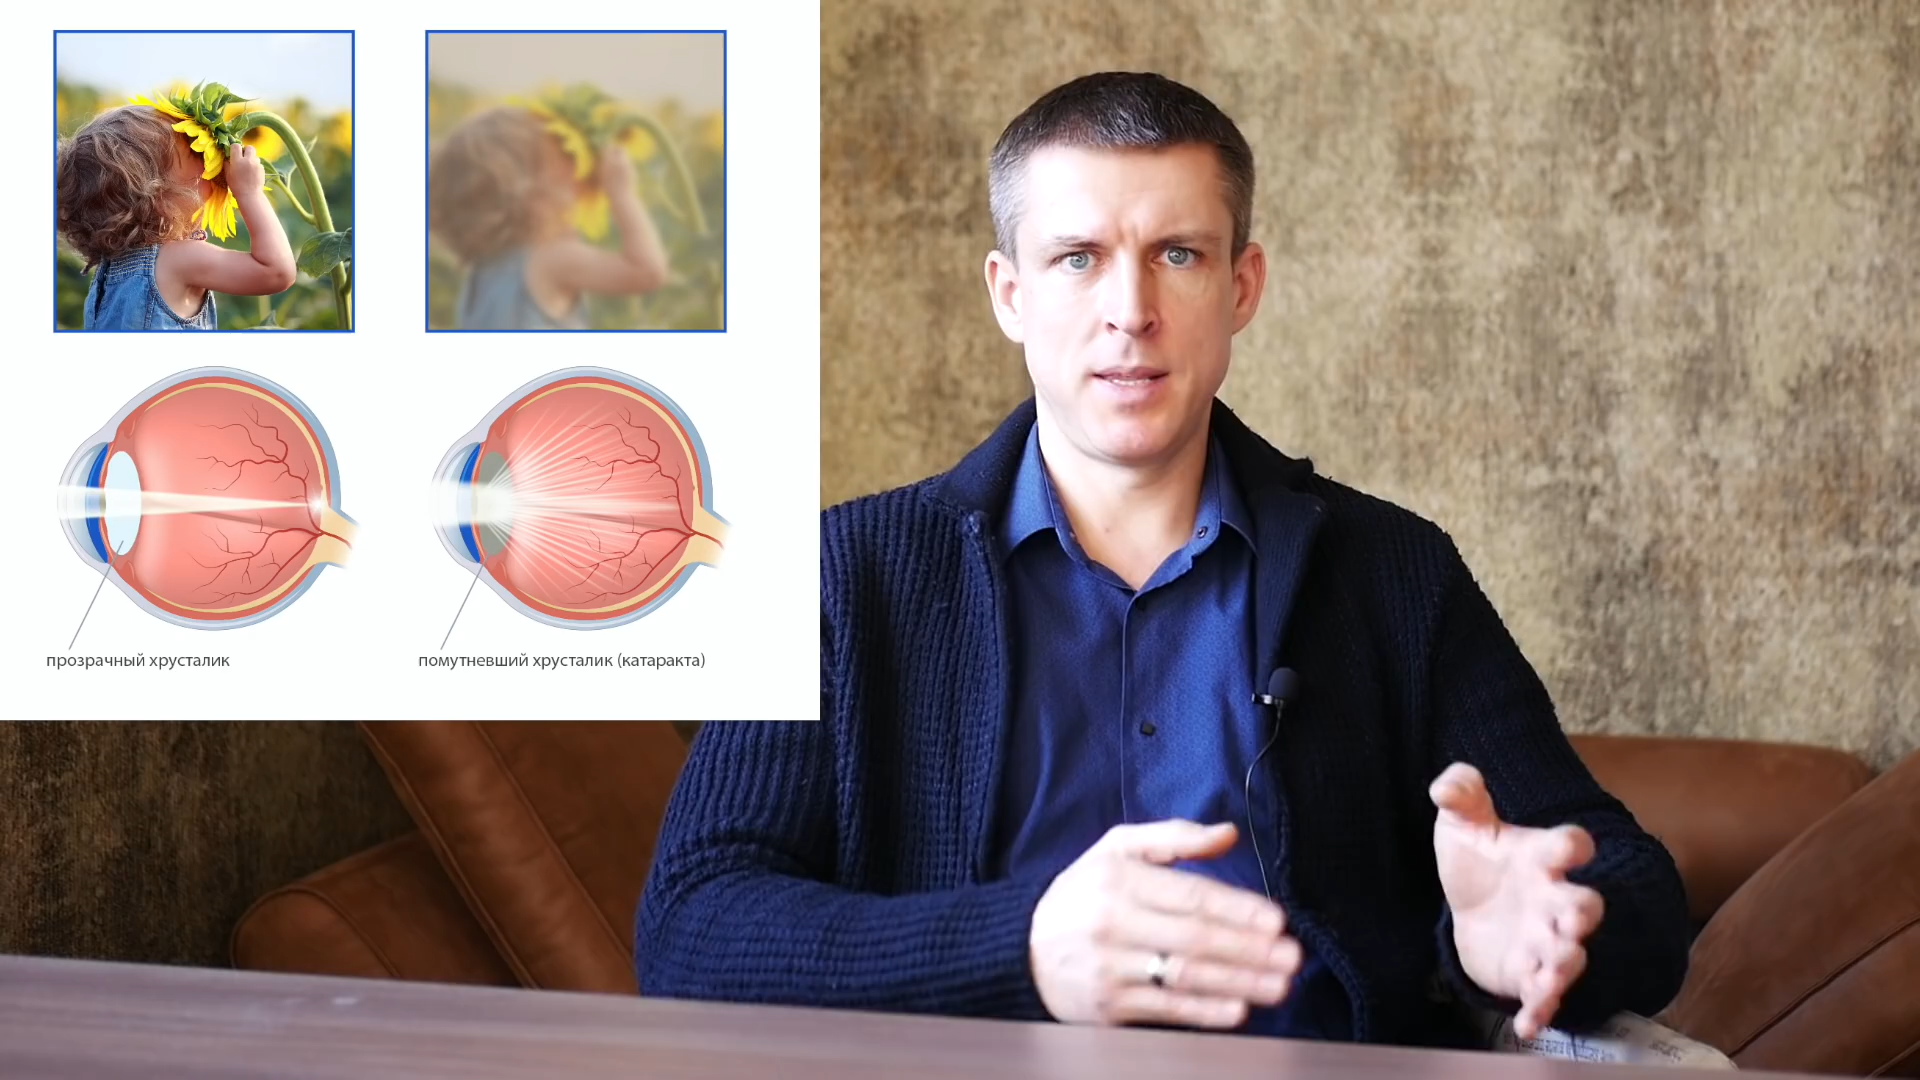 прозрачный хрусталик
помутневший хрусталик (катаракта)